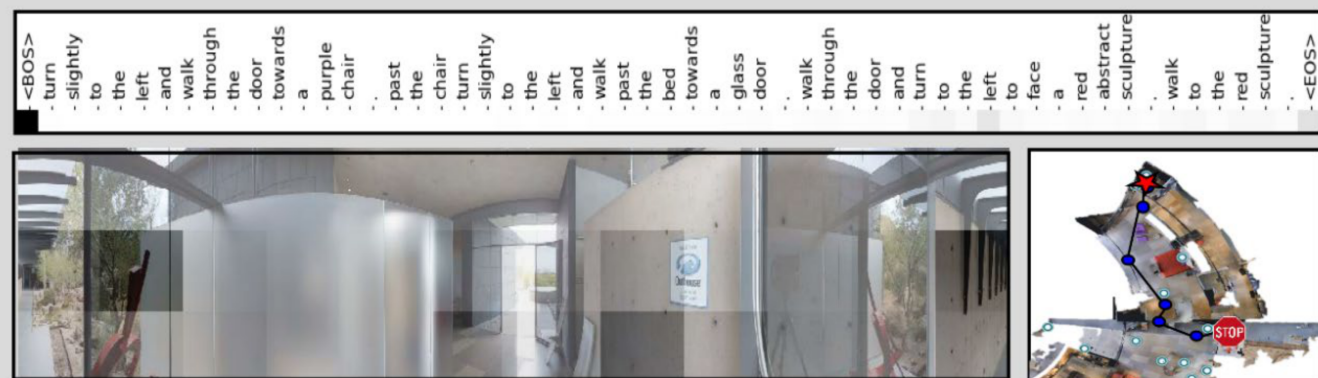 <BOS>
turn
slightly
to
the
left
and
walk
through
the
door
towards
a
purple
chair
.
past
the
chair
turn
slightly
to
the
left
and
walk
past
the
bed
towards
a
glass
door
.
walk
through
the
door
and
turn
to
the
left
to
face
a
red
abstract
sculpture
.
walk
to
the
red
sculpture
.
<EOS>
STOP